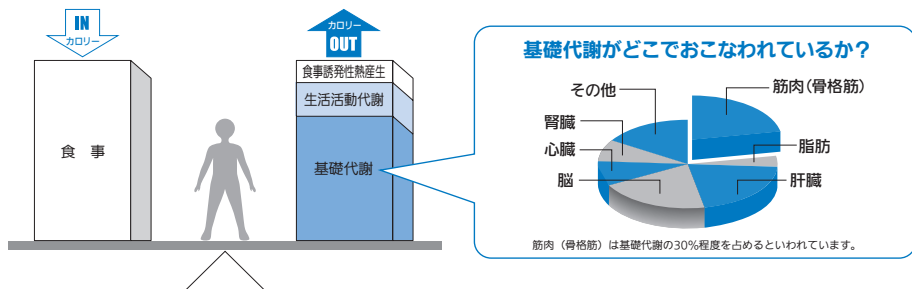 IN
カロリー
食 事
カロリー
OUT
食事誘発性熱産生
生活活動代謝
基礎代謝
基礎代謝がどこでおこなわれているか?
その他
筋肉(骨格筋)
腎臓
心臓
脂肪
脳
肝臓
筋肉(骨格筋)は基礎代謝の30%程度を占めるといわれています。